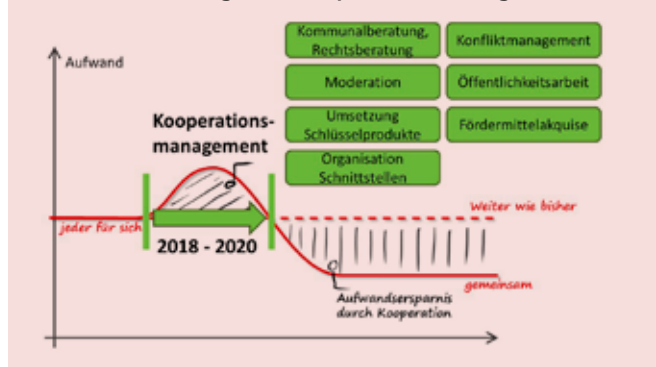 Kommunalberatung,
Rechtsberatung
Konfliktmanagement
Aufwand
Moderation
Öffentlichkeitsarbeit
Kooperations-
management
Umsetzung
Schlüsselprodukte
Fördermittelakquise
Organisation
Schnittstellen
Weiter wie bisher
jeder für sich
2018 - 2020
gemeinsam
Aufwandsersparnis
durch Kooperation